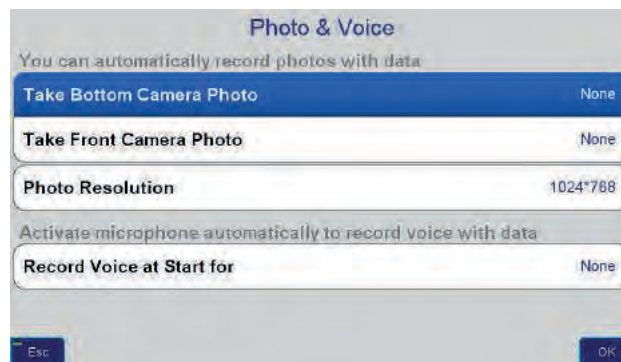 Photo & Voice
You can automatically record photos with data
Take Bottom Camera Photo None
Take Front Camera Photo None
Photo Resolution 1024*768
Activate microphone automatically to record voice with data
Record Voice at Start for None
Esc OK